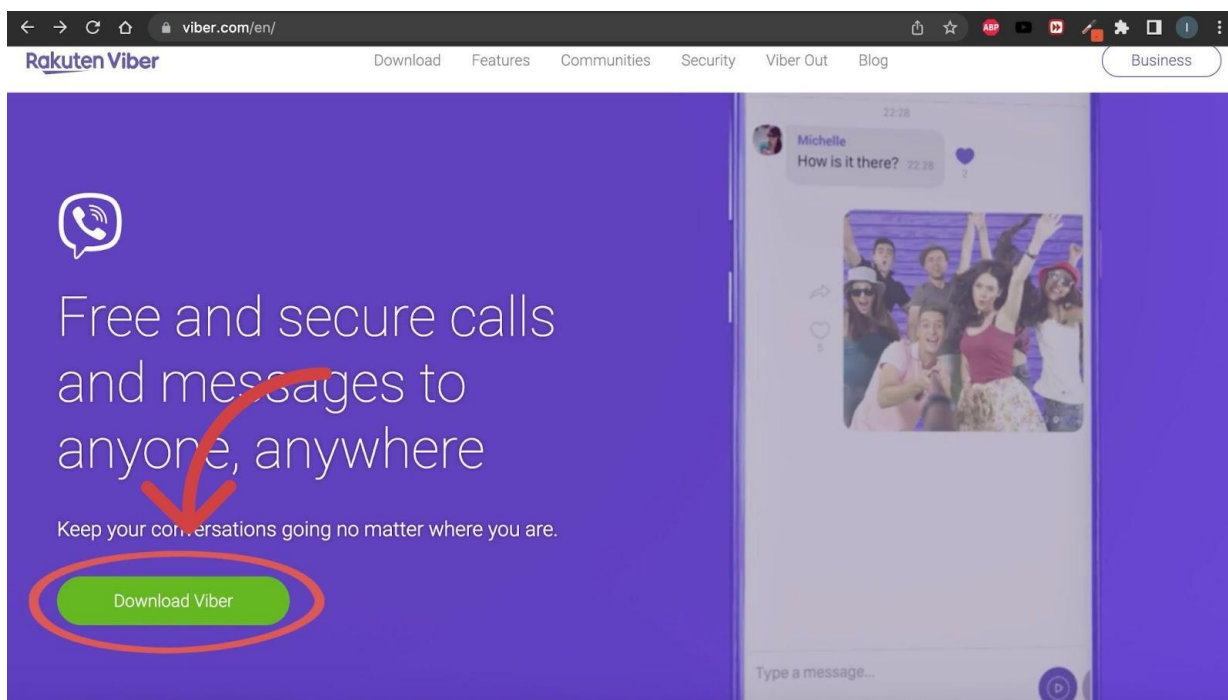 viber.com/en/
ABP
I
Rakuten Viber
Download Features Communities Security Viber Out Blog
Business
22:28
Michelle
How is it there? 22:28
2
5
Free and secure calls
and messages to
anyone, anywhere
Keep your conversations going no matter where you are.
Download Viber
Type a message...